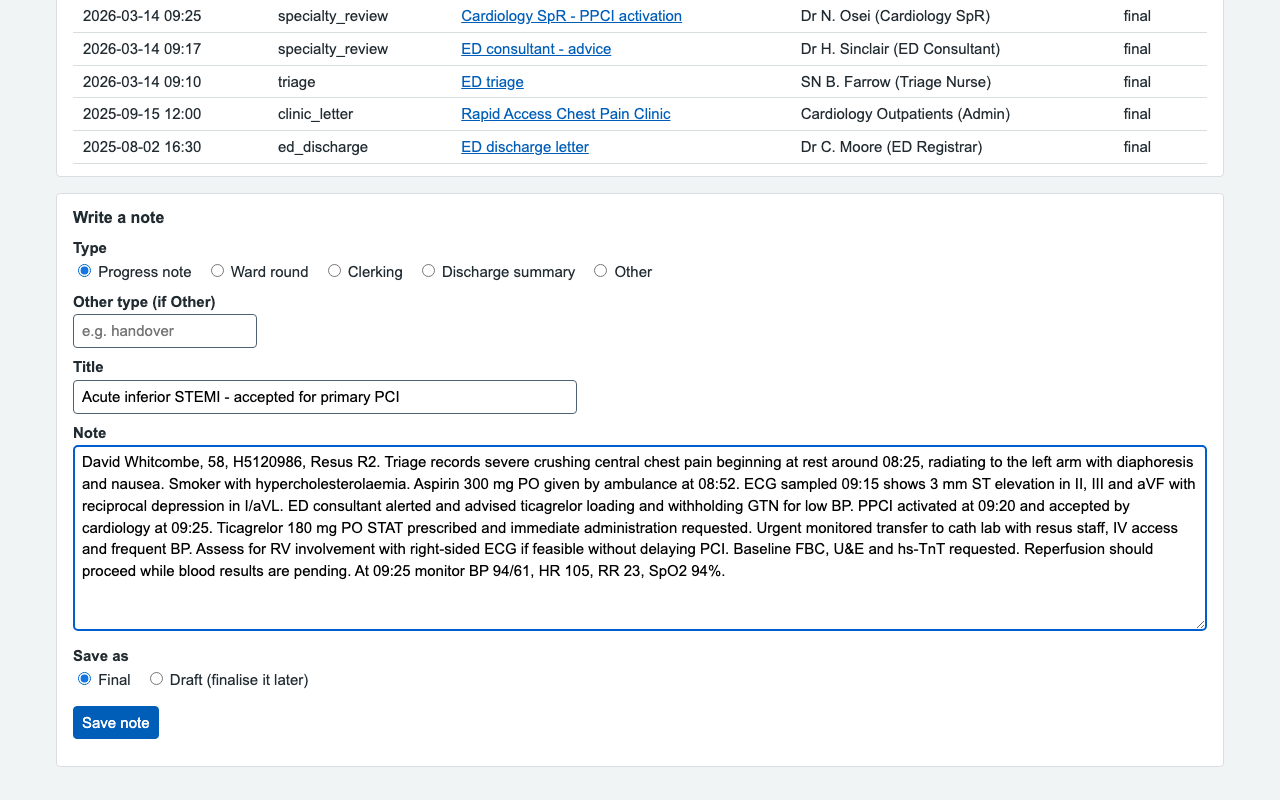 2026-03-14 09:25 specialty_review Cardiology SpR - PPCI activation Dr N. Osei (Cardiology SpR) final
2026-03-14 09:17 specialty_review ED consultant - advice Dr H. Sinclair (ED Consultant) final
2026-03-14 09:10 triage ED triage SN B. Farrow (Triage Nurse) final
2025-09-15 12:00 clinic_letter Rapid Access Chest Pain Clinic Cardiology Outpatients (Admin) final
2025-08-02 16:30 ed_discharge ED discharge letter Dr C. Moore (ED Registrar) final
Write a note
Type
Progress note Ward round Clerking Discharge summary Other
Other type (if Other)
e.g. handover
Title
Acute inferior STEMI - accepted for primary PCI
Note
David Whitcombe, 58, H5120986, Resus R2. Triage records severe crushing central chest pain beginning at rest around 08:25, radiating to the left arm with diaphoresis
and nausea. Smoker with hypercholesterolaemia. Aspirin 300 mg PO given by ambulance at 08:52. ECG sampled 09:15 shows 3 mm ST elevation in II, III and aVF with
reciprocal depression in I/aVL. ED consultant alerted and advised ticagrelor loading and withholding GTN for low BP. PPCI activated at 09:20 and accepted by
cardiology at 09:25. Ticagrelor 180 mg PO STAT prescribed and immediate administration requested. Urgent monitored transfer to cath lab with resus staff, IV access
and frequent BP. Assess for RV involvement with right-sided ECG if feasible without delaying PCI. Baseline FBC, U&E and hs-TnT requested. Reperfusion should
proceed while blood results are pending. At 09:25 monitor BP 94/61, HR 105, RR 23, SpO2 94%.
Save as
Final Draft (finalise it later)
Save note